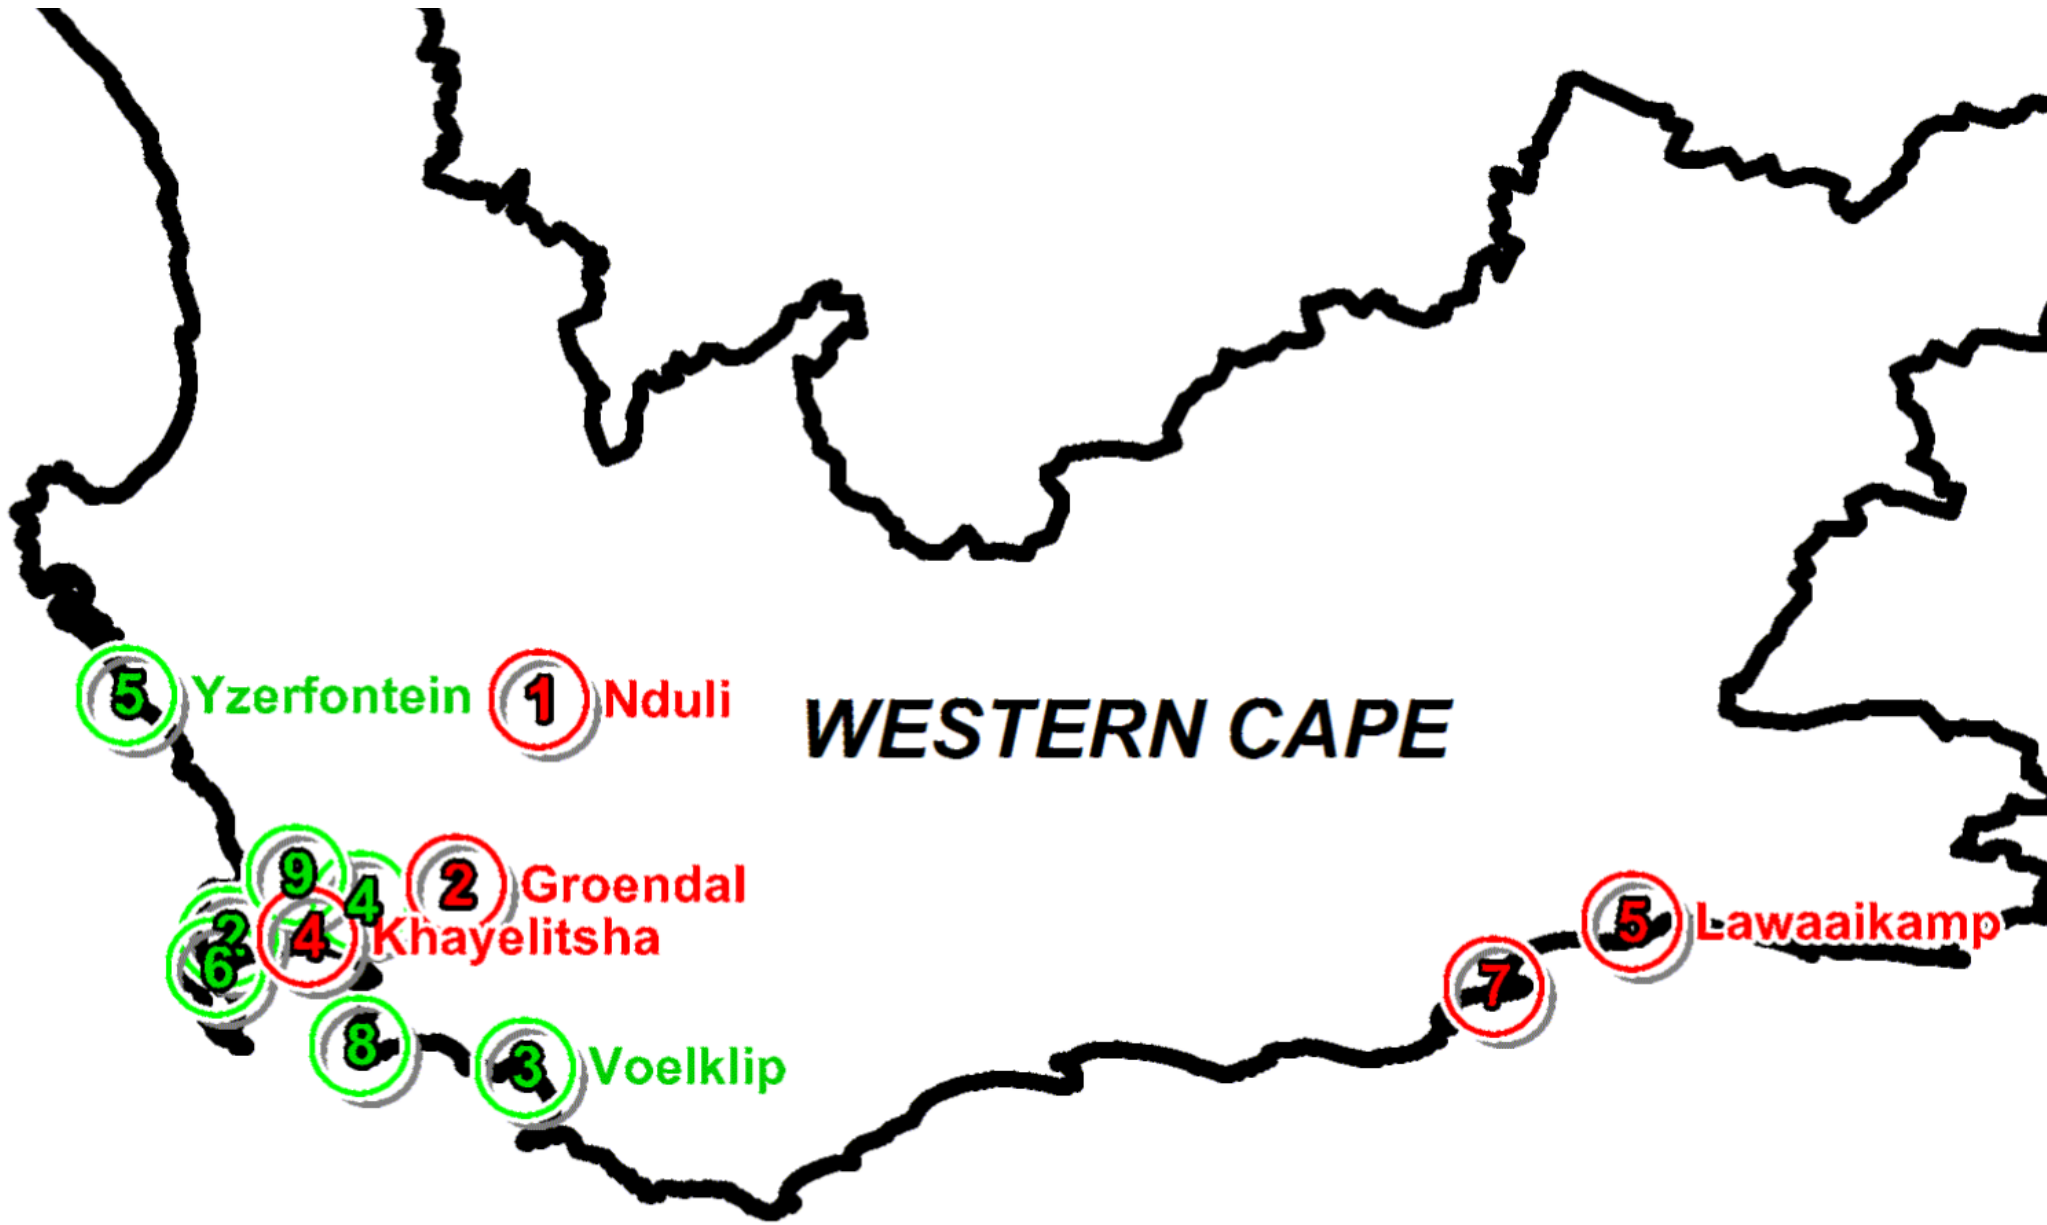 5 Yzerfontein
1 Nduli
WESTERN CAPE
9
4
2 Groendal
2
4 Khayelitsha
6
5 Lawaaikamp
7
8
3 Voelklip